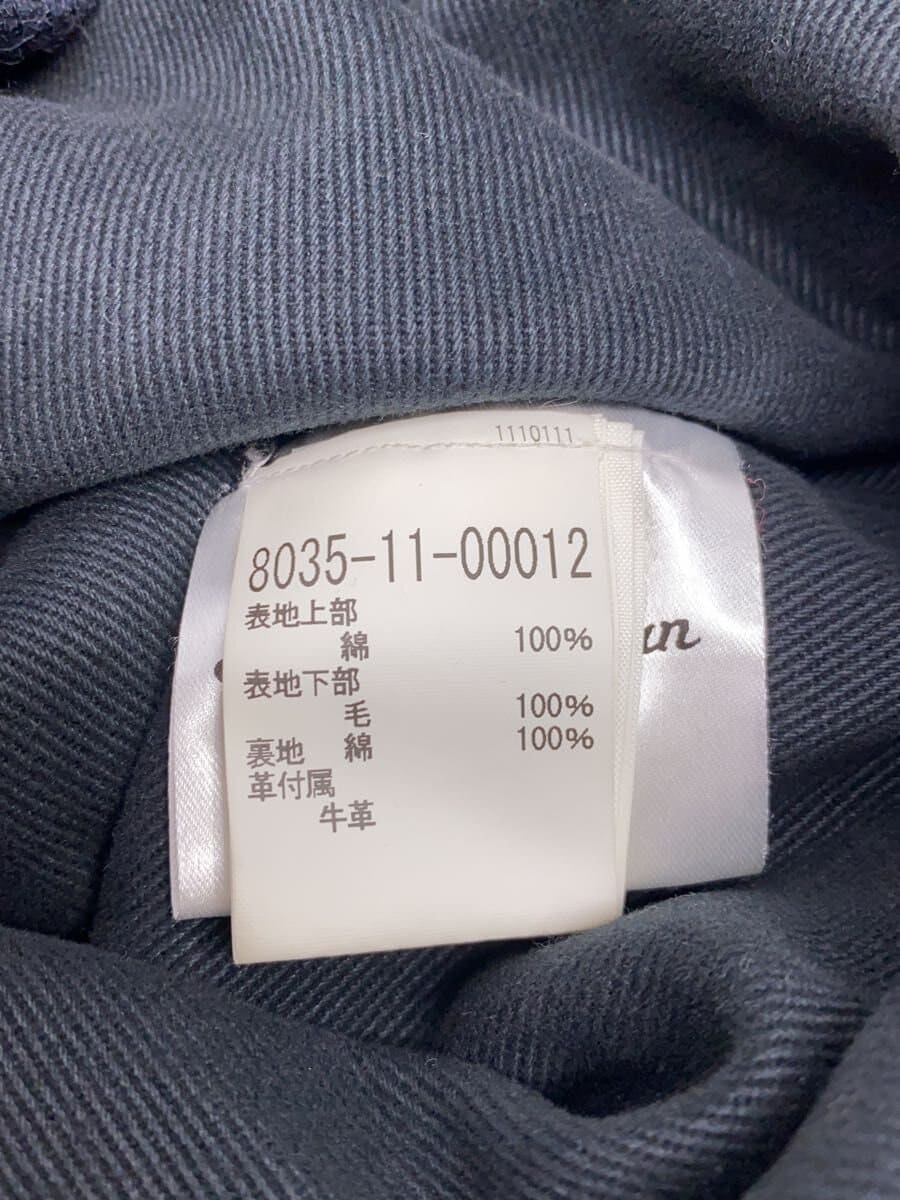 1110111
8035-11-00012
表地上部
綿 100%
表地下部
毛 100%
裏地 綿 100%
革付属
牛革